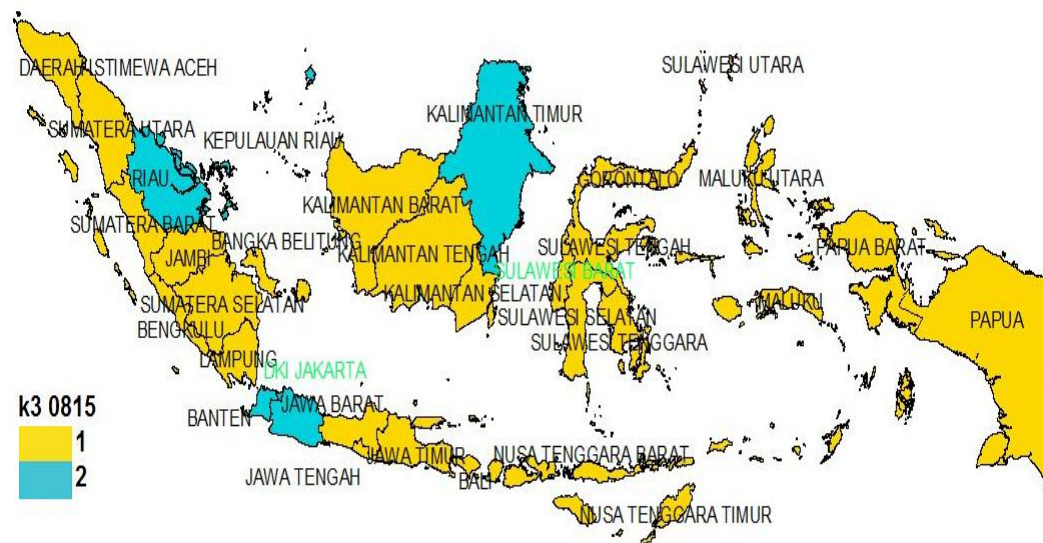 SULAWESI UTARA
DAERAH ISTIMEWA ACEH
KALIMANTAN TIMUR
SUMATERA UTARA
KEPULAUAN RIAU
RIAU
GORONTALO
MALUKU UTARA
KALIMANTAN BARAT
SUMATERA BARAT
BANGKA BELITUNG
SULAWESI TENGAH
PAPUA BARAT
KALIMANTAN TENGAH
JAMBI
SULAWESI BARAT
KALIMANTAN SELATAN
SUMATERA SELATAN
MALUKU
SULAWESI SELATAN
PAPUA
BENGKULU
SULAWESI TENGGARA
LAMPUNG
DKI JAKARTA
k3 0815
JAWA BARAT
BANTEN
1
NUSA TENGGARA BARAT
JAWA TIMUR
2
JAWA TENGAH
BALI
NUSA TENGGARA TIMUR